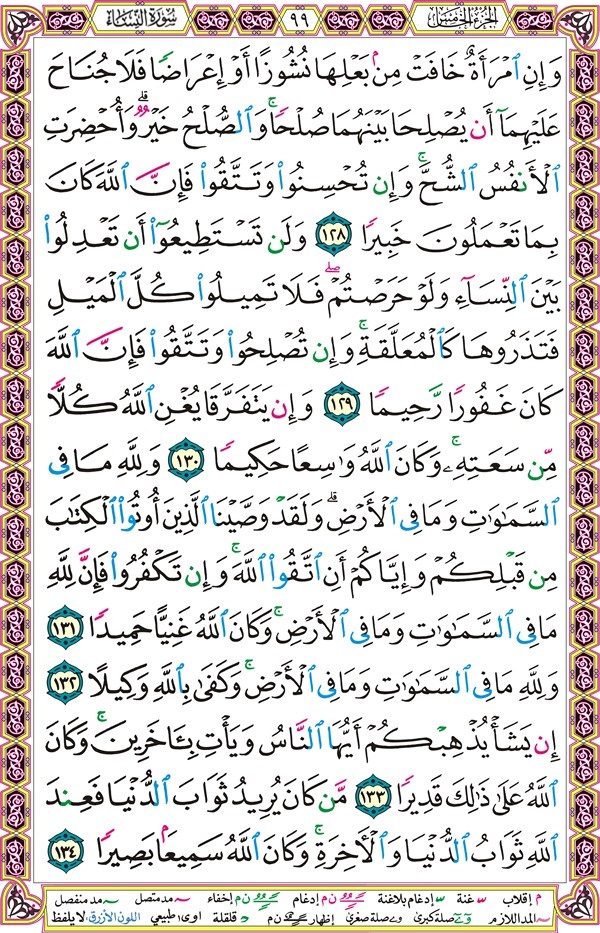 سورة النساء ٩٩ الجزء الخامس
وَإِنِ ٱمۡرَأَةٌ خَافَتۡ مِنۢ بَعۡلِهَا نُشُوزًا أَوۡ إِعۡرَاضٗا فَلَا جُنَاحَ
عَلَيۡهِمَآ أَن يُصۡلِحَا بَيۡنَهُمَا صُلۡحٗاۚ وَٱلصُّلۡحُ خَيۡرٞۗ وَأُحۡضِرَتِ
ٱلۡأَنفُسُ ٱلشُّحَّۚ وَإِن تُحۡسِنُواْ وَتَتَّقُواْ فَإِنَّ ٱللَّهَ كَانَ
بِمَا تَعۡمَلُونَ خَبِيرٗا ١٢٨ وَلَن تَسۡتَطِيعُوٓاْ أَن تَعۡدِلُواْ
بَيۡنَ ٱلنِّسَآءِ وَلَوۡ حَرَصۡتُمۡۖ فَلَا تَمِيلُواْ كُلَّ ٱلۡمَيۡلِ
فَتَذَرُوهَا كَٱلۡمُعَلَّقَةِۚ وَإِن تُصۡلِحُواْ وَتَتَّقُواْ فَإِنَّ ٱللَّهَ
كَانَ غَفُورٗا رَّحِيمٗا ١٢٩ وَإِن يَتَفَرَّقَا يُغۡنِ ٱللَّهُ كُلّٗا
مِّن سَعَتِهِۦۚ وَكَانَ ٱللَّهُ وَٰسِعًا حَكِيمٗا ١٣٠ وَلِلَّهِ مَا فِي
ٱلسَّمَٰوَٰتِ وَمَا فِي ٱلۡأَرۡضِۗ وَلَقَدۡ وَصَّيۡنَا ٱلَّذِينَ أُوتُواْ ٱلۡكِتَٰبَ
مِن قَبۡلِكُمۡ وَإِيَّاكُمۡ أَنِ ٱتَّقُواْ ٱللَّهَۚ وَإِن تَكۡفُرُواْ فَإِنَّ لِلَّهِ
مَا فِي ٱلسَّمَٰوَٰتِ وَمَا فِي ٱلۡأَرۡضِۚ وَكَانَ ٱللَّهُ غَنِيًّا حَمِيدٗا ١٣١
وَلِلَّهِ مَا فِي ٱلسَّمَٰوَٰتِ وَمَا فِي ٱلۡأَرۡضِۚ وَكَفَىٰ بِٱللَّهِ وَكِيلًا ١٣٢
إِن يَشَأۡ يُذۡهِبۡكُمۡ أَيُّهَا ٱلنَّاسُ وَيَأۡتِ بِـَٔاخَرِينَۚ وَكَانَ
ٱللَّهُ عَلَىٰ ذَٰلِكَ قَدِيرٗا ١٣٣ مَّن كَانَ يُرِيدُ ثَوَابَ ٱلدُّنۡيَا فَعِندَ
ٱللَّهِ ثَوَابُ ٱلدُّنۡيَا وَٱلۡأٓخِرَةِۚ وَكَانَ ٱللَّهُ سَمِيعَۢا بَصِيرٗا ١٣٤
م إقلاب غنة إدغام بلاغنة ن م إدغام ن م إخفاء مد متصل مد منفصل
المد اللازم صلة كبرى صلة صغرى إظهار ن م قلقلة اوى؛ طبيعي اللون الأزرق: لا يلفظ